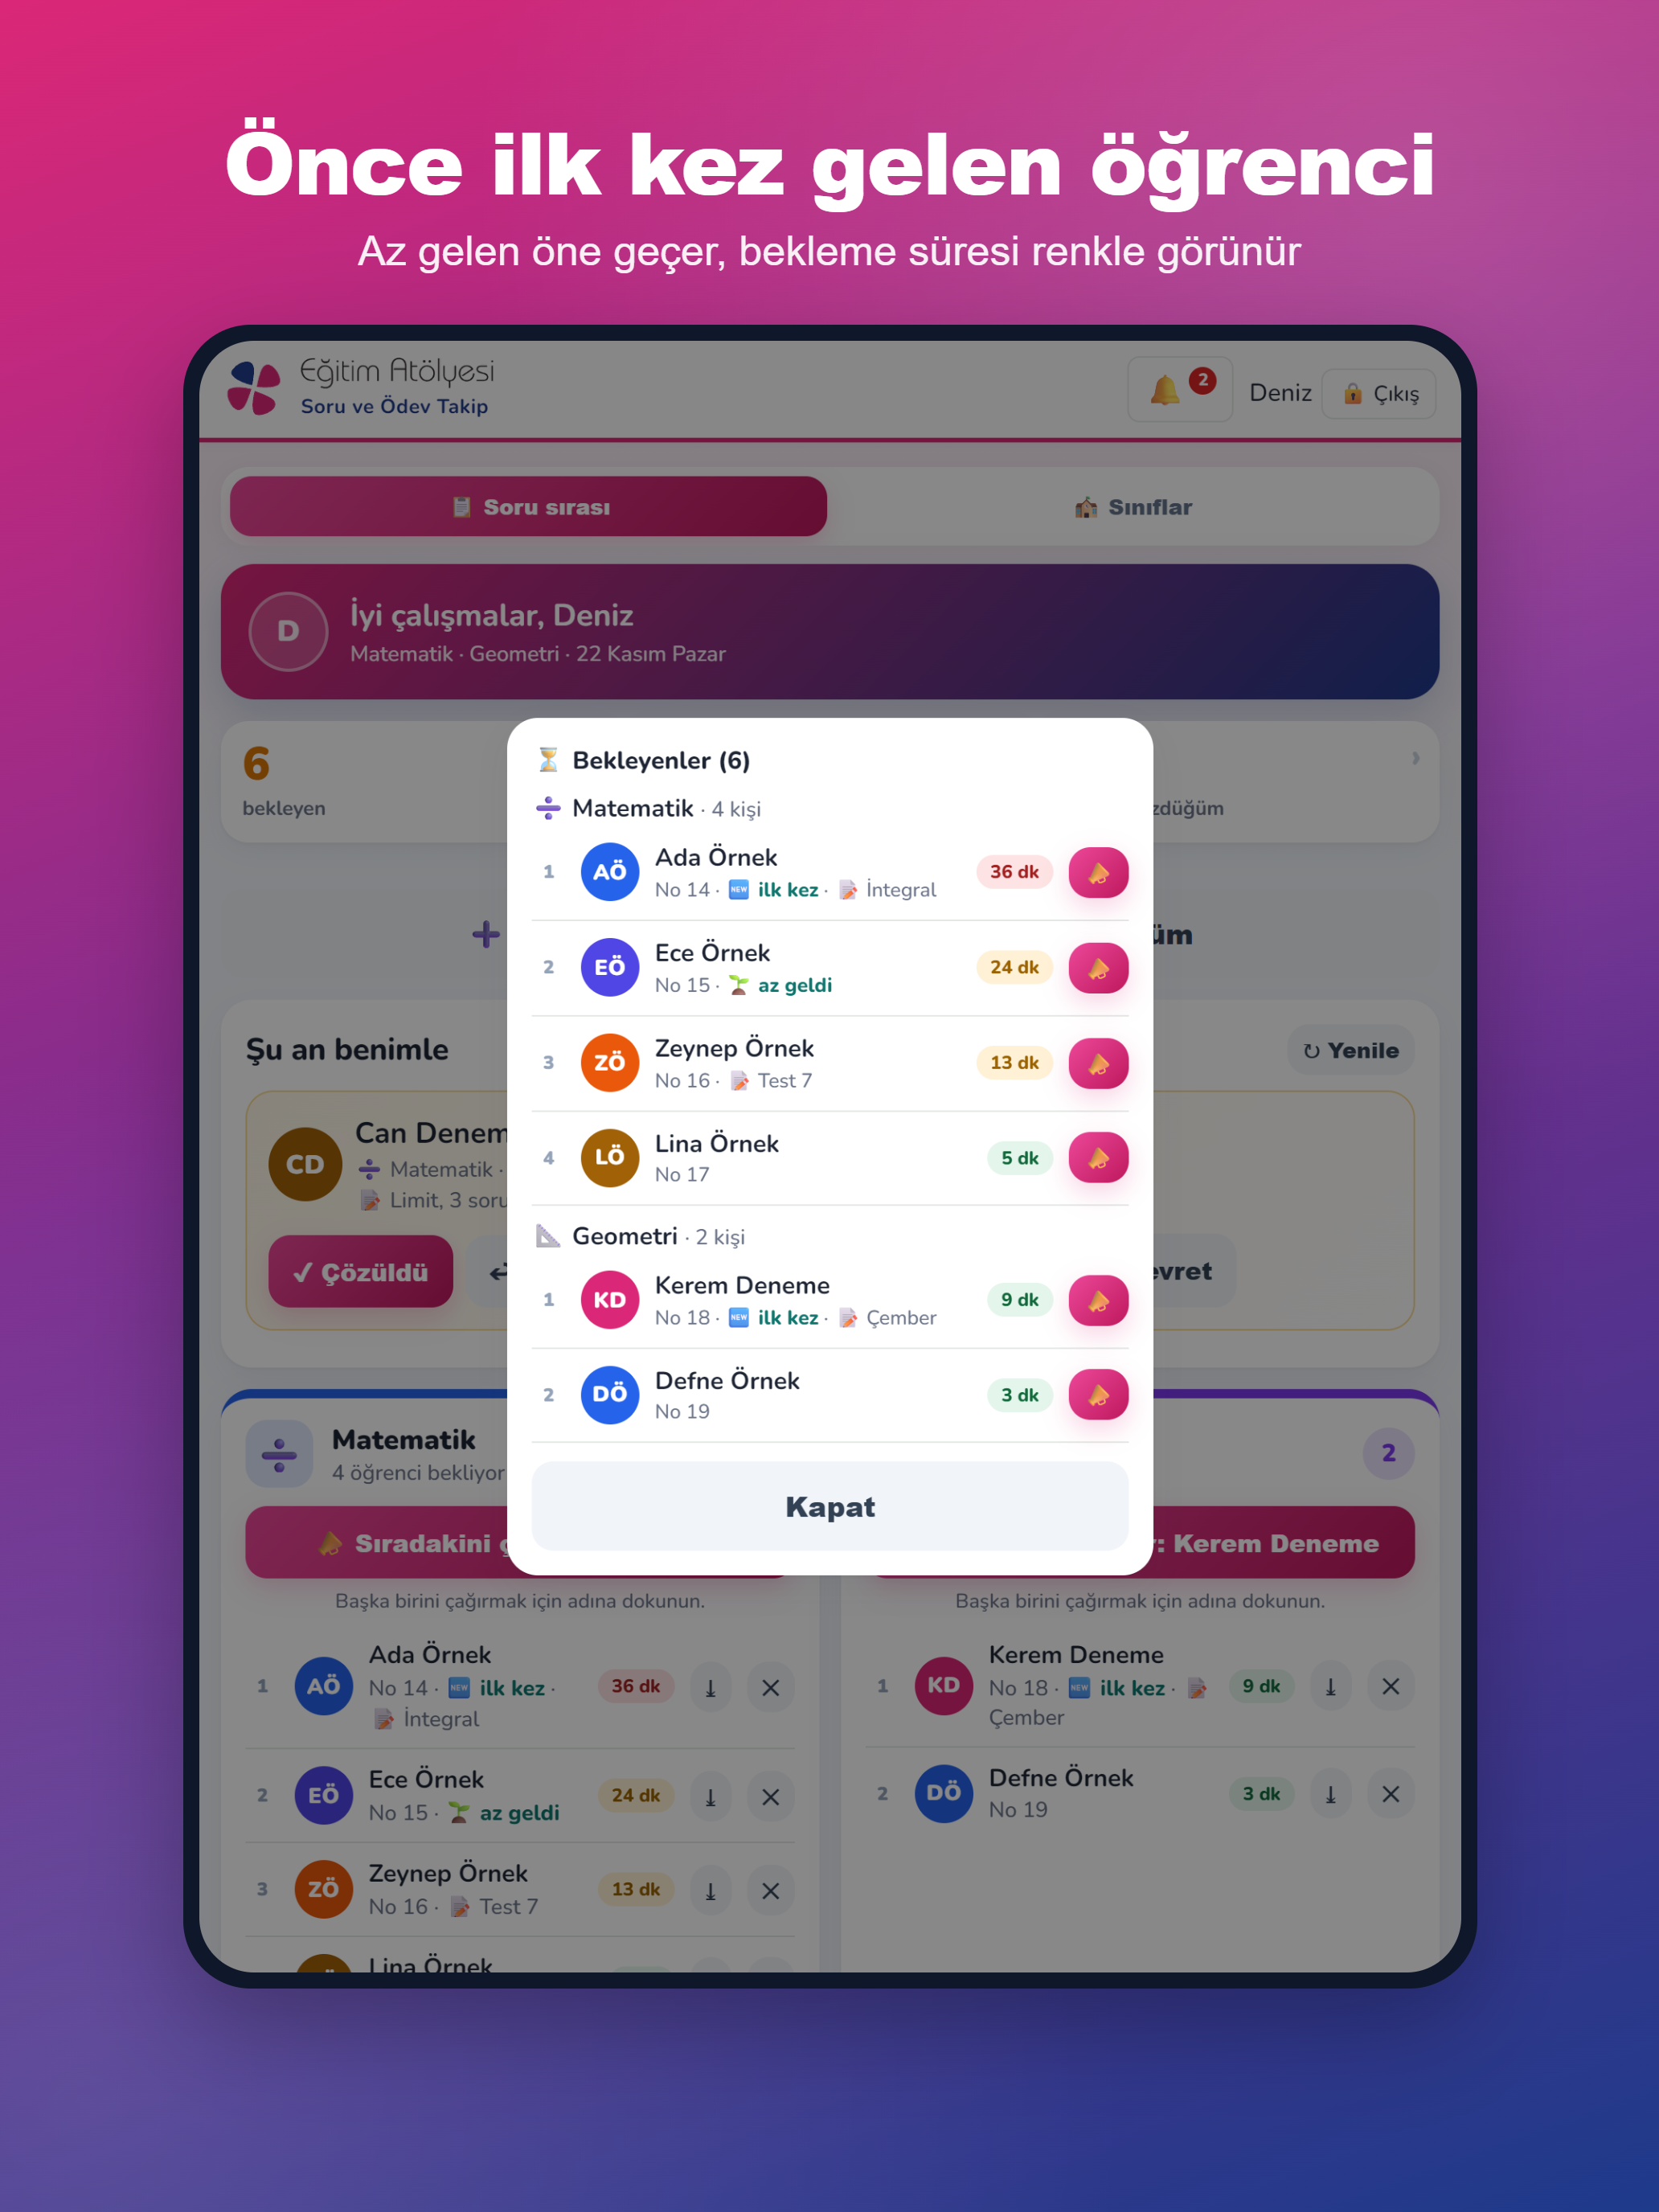 Önce ilk kez gelen öğrenci
Az gelen öne geçer, bekleme süresi renkle görünür
Eğitim Atölyesi
Soru ve Ödev Takip
2
Deniz
Çıkış
Soru sırası
Sınıflar
D
İyi çalışmalar, Deniz
Matematik · Geometri · 22 Kasım Pazar
6
bekleyen
zdüğüm
üm
Bekleyenler (6)
Matematik · 4 kişi
1 AÖ Ada Örnek 36 dk
No 14 · NEW ilk kez · İntegral
2 EÖ Ece Örnek 24 dk
No 15 · az geldi
3 ZÖ Zeynep Örnek 13 dk
No 16 · Test 7
4 LÖ Lina Örnek 5 dk
No 17
Geometri · 2 kişi
1 KD Kerem Deneme 9 dk
No 18 · NEW ilk kez · Çember
2 DÖ Defne Örnek 3 dk
No 19
Kapat
Şu an benimle
Yenile
CD Can Denem
Matematik ·
Limit, 3 soru
Çözüldü
evret
Matematik
4 öğrenci bekliyor
2
Sıradakini
: Kerem Deneme
Başka birini çağırmak için adına dokunun.
Başka birini çağırmak için adına dokunun.
1 AÖ Ada Örnek 36 dk
No 14 · NEW ilk kez ·
İntegral
2 EÖ Ece Örnek 24 dk
No 15 · az geldi
3 ZÖ Zeynep Örnek 13 dk
No 16 · Test 7
Lina Örnek
1 KD Kerem Deneme 9 dk
No 18 · NEW ilk kez ·
Çember
2 DÖ Defne Örnek 3 dk
No 19